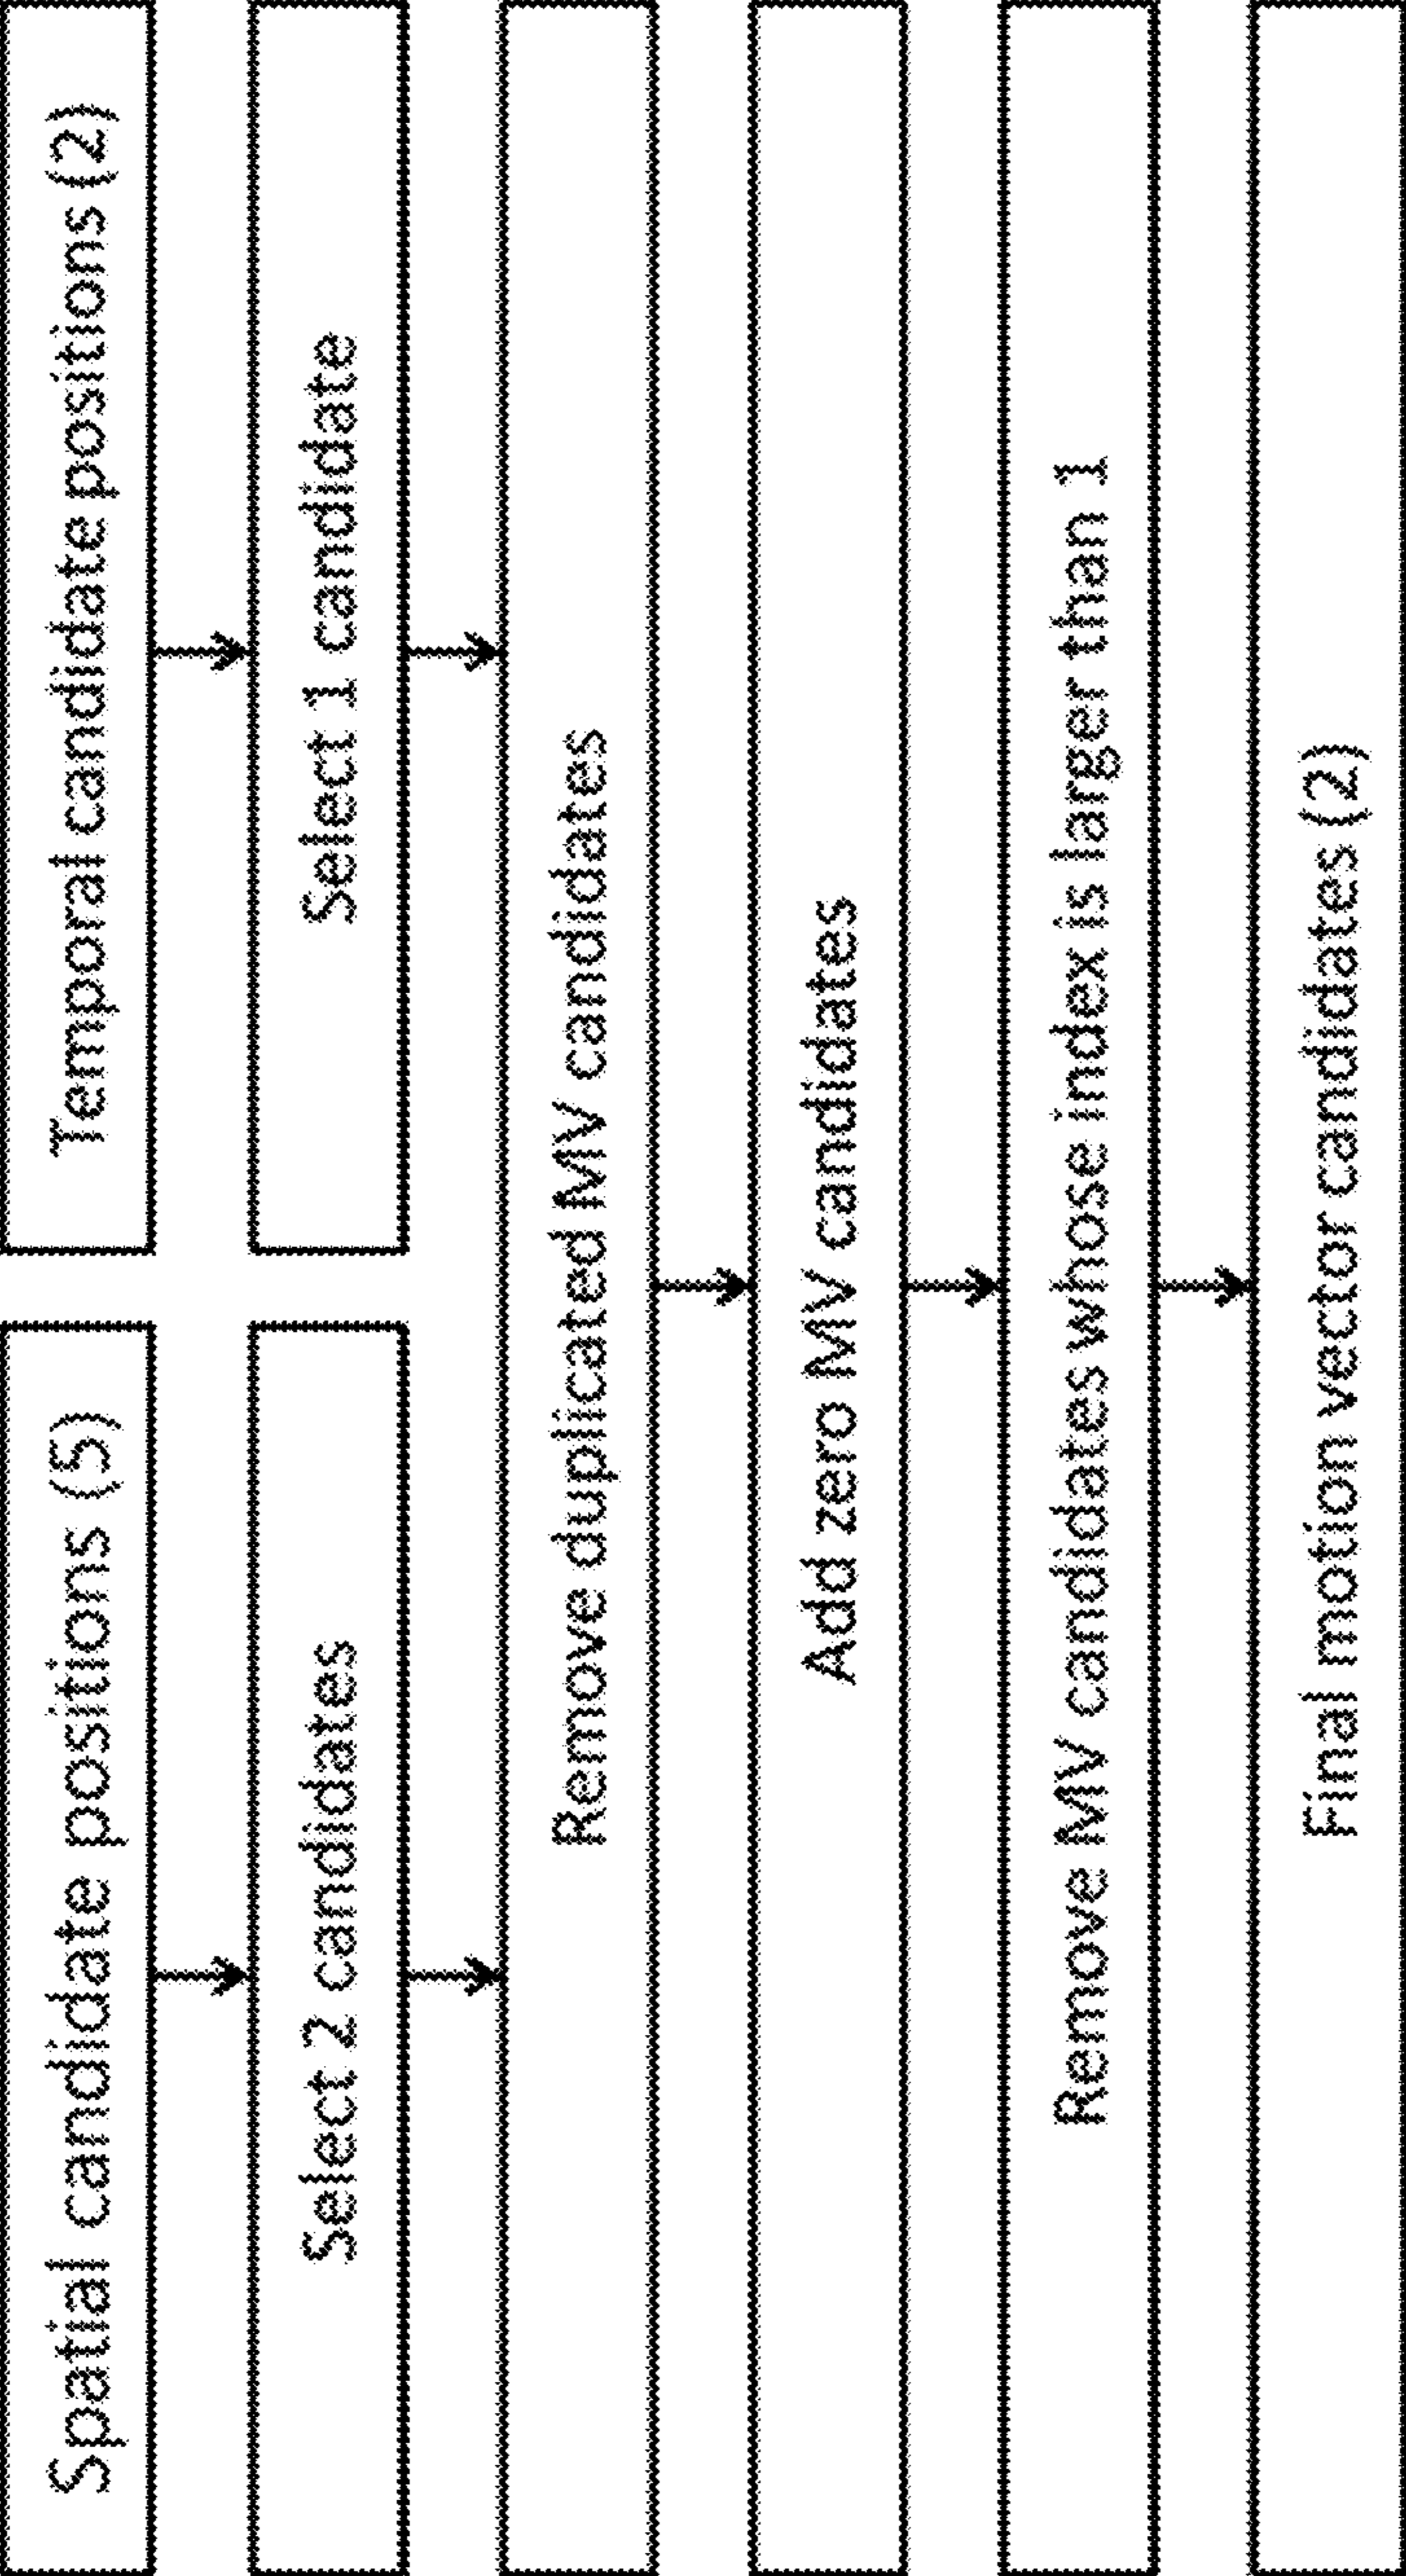 Spatial candidate positions (5)
Temporal candidate positions (2)
Select 2 candidates
Select 1 candidate
Remove duplicated MV candidates
Add zero MV candidates
Remove MV candidates whose index is larger than 1
Final motion vector candidates (2)